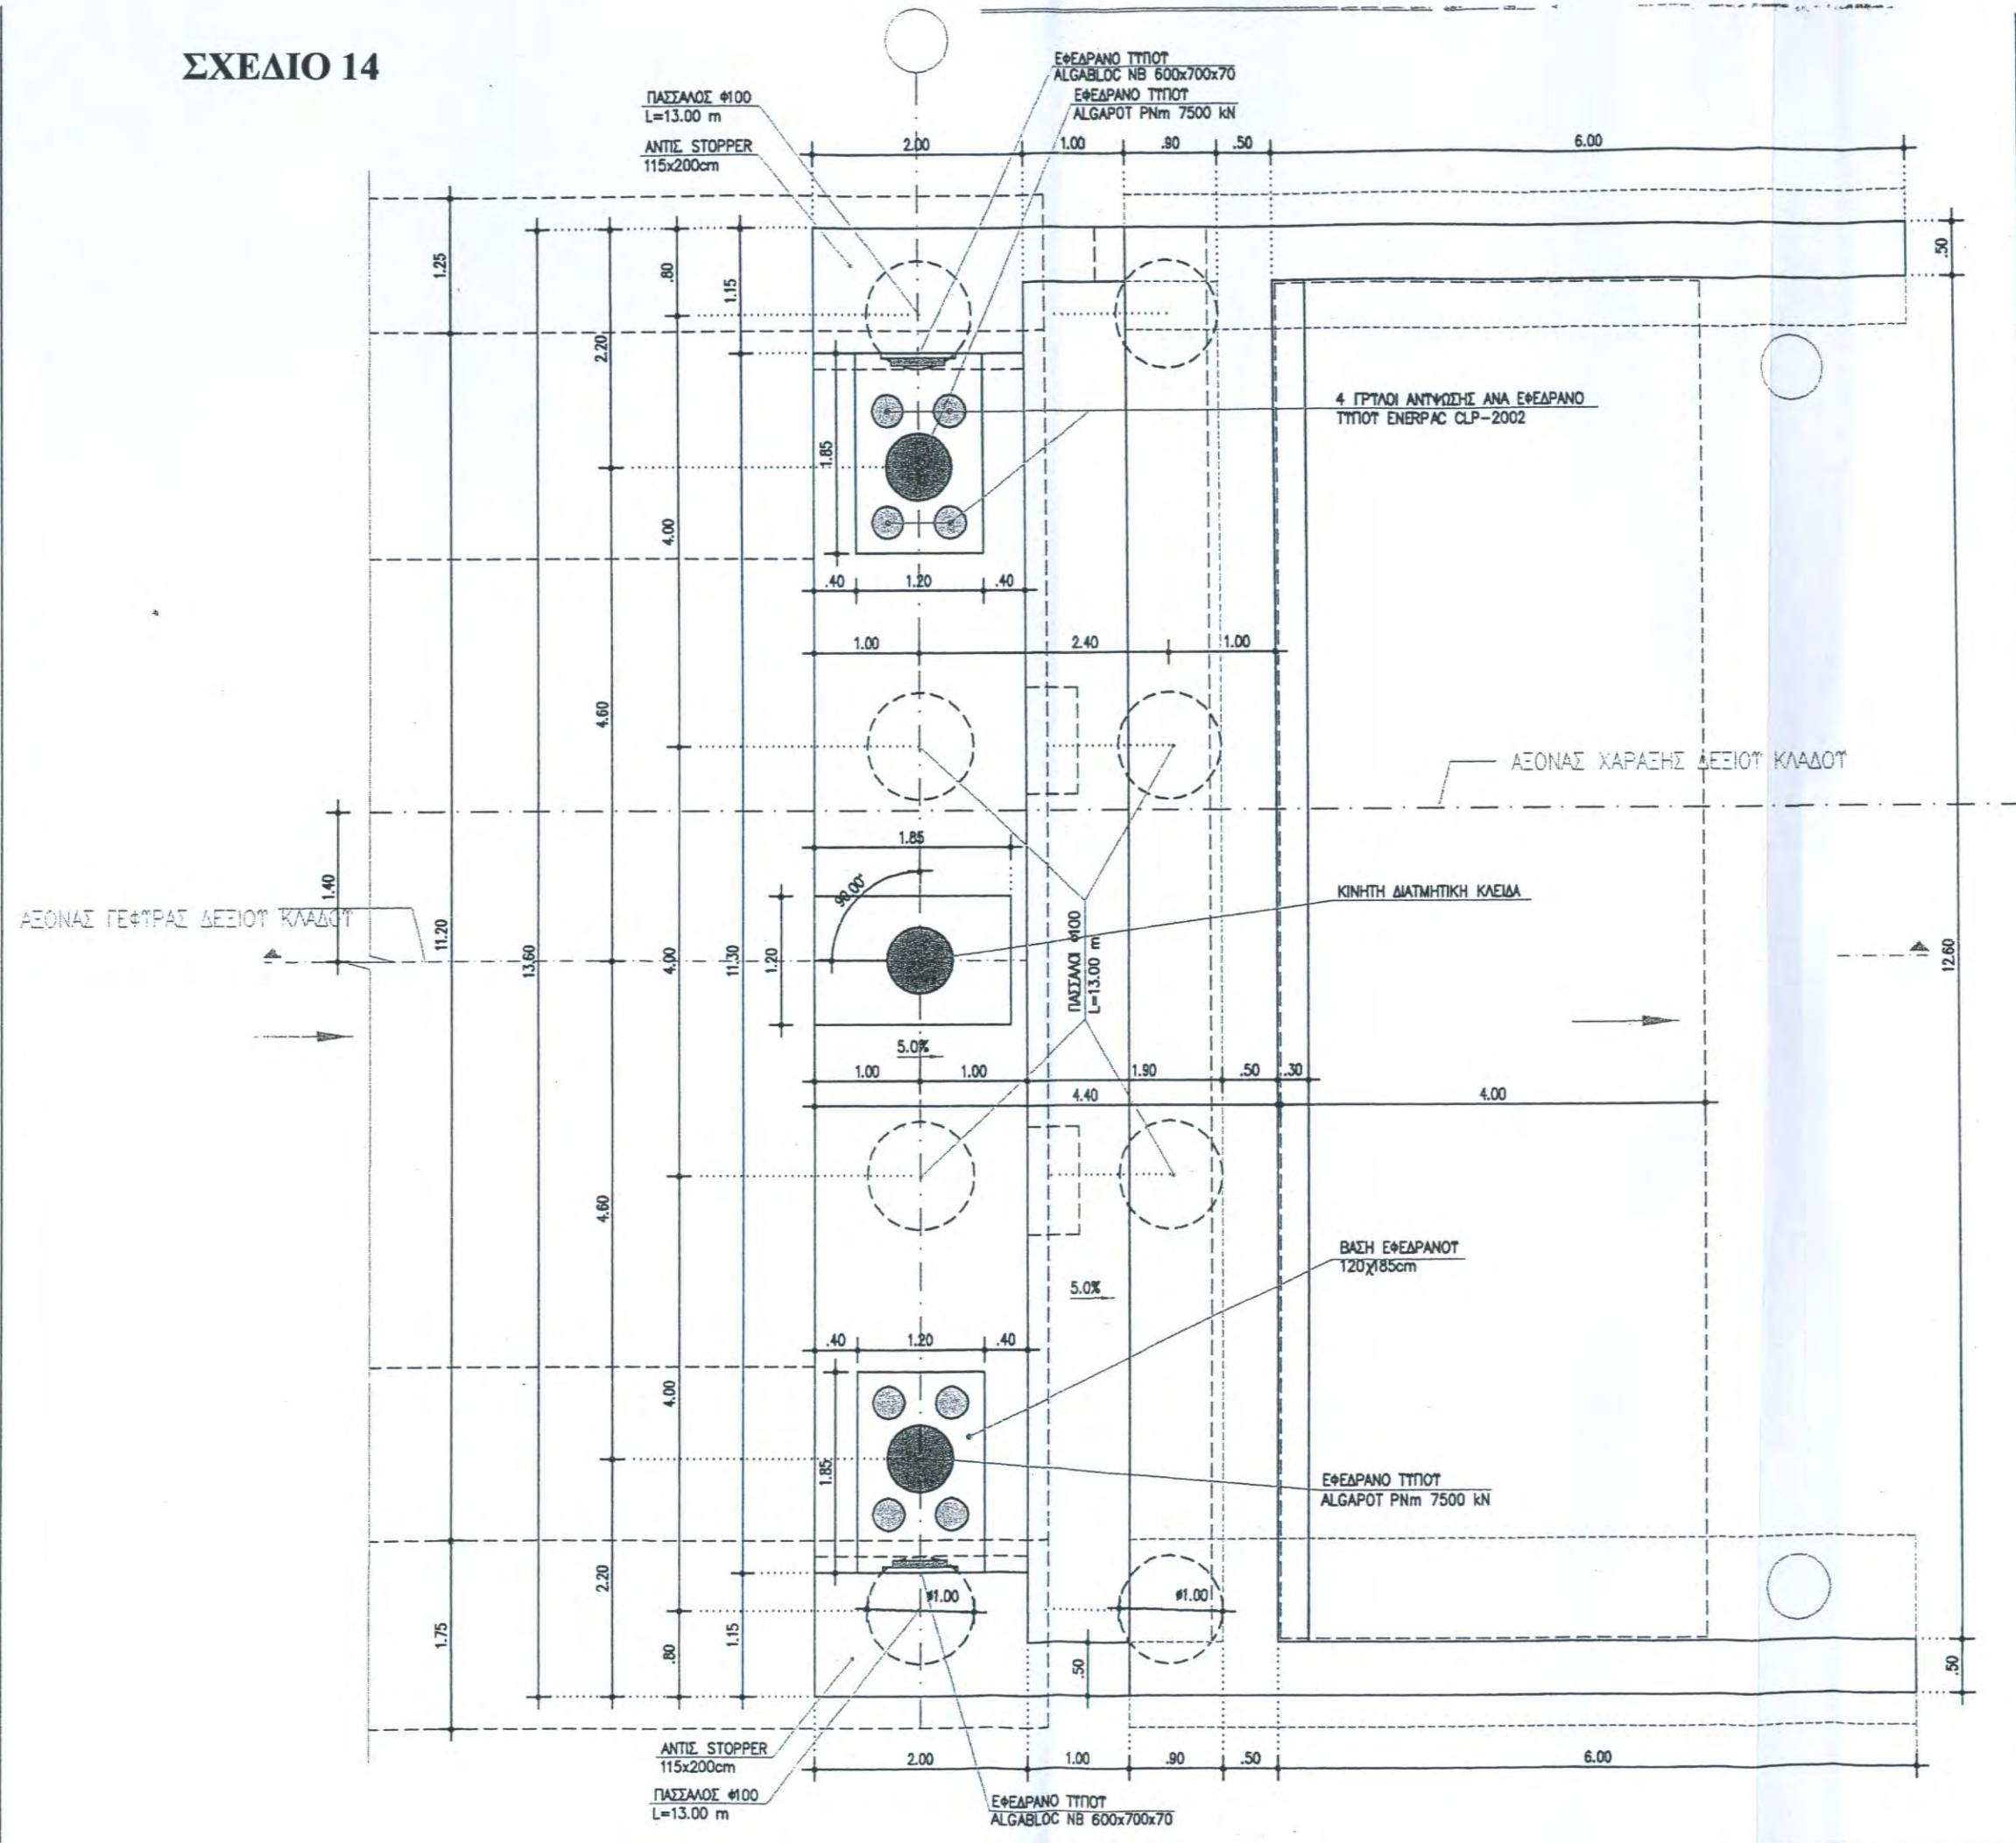 ΣΧΕΔΙΟ 14
ΕΦΕΔΡΑΝΟ ΤΥΠΟΥ
ALGABLOC NB 600x700x70
ΕΦΕΔΡΑΝΟ ΤΥΠΟΥ
ALGAPOT PNm 7500 kN
ΠΑΣΣΑΛΟΣ Φ100
L=13.00 m
ΑΝΤΙΣ. STOPPER
115x200cm
2.00
1.00
.90
.50
6.00
1.25
.80
1.15
.50
2.20
1.85
4 ΓΡΥΛΟΙ ΑΝΥΨΩΣΗΣ ΑΝΑ ΕΦΕΔΡΑΝΟ
ΤΥΠΟΥ ENERPAC CLP-2002
4.00
.40
1.20
.40
1.00
2.40
1.00
4.60
ΑΞΟΝΑΣ ΧΑΡΑΞΗΣ ΔΕΞΙΟΥ ΚΛΑΔΟΥ
1.85
1.40
90.00°
ΚΙΝΗΤΗ ΔΙΑΤΜΗΤΙΚΗ ΚΛΕΙΔΑ
ΑΞΟΝΑΣ ΓΕΦΥΡΑΣ ΔΕΞΙΟΥ ΚΛΑΔΟΥ
11.20
13.60
4.00
11.30
1.20
ΠΑΣΣΑΛΟΙ Φ100
L=13.00 m
12.60
5.0%
1.00
1.00
1.90
.50
.30
4.40
4.00
4.60
ΒΑΣΗ ΕΦΕΔΡΑΝΟΥ
120χ185cm
5.0%
.40
1.20
.40
4.00
1.85
ΕΦΕΔΡΑΝΟ ΤΥΠΟΥ
ALGAPOT PNm 7500 kN
2.20
Φ1.00
Φ1.00
1.75
.80
1.15
.50
.50
ΑΝΤΙΣ. STOPPER
115x200cm
2.00
1.00
.90
.50
6.00
ΠΑΣΣΑΛΟΣ Φ100
L=13.00 m
ΕΦΕΔΡΑΝΟ ΤΥΠΟΥ
ALGABLOC NB 600x700x70